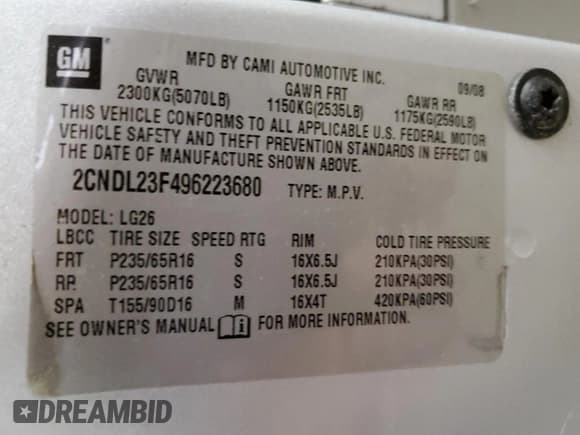 GM
MFD BY CAMI AUTOMOTIVE INC.
09/08
GVWR GAWR FRT GAWR RR
2300KG(5070LB) 1150KG(2535LB) 1175KG(2590LB)
THIS VEHICLE CONFORMS TO ALL APPLICABLE U.S. FEDERAL MOTOR
VEHICLE SAFETY AND THEFT PREVENTION STANDARDS IN EFFECT ON
THE DATE OF MANUFACTURE SHOWN ABOVE.
2CNDL23F496223680 TYPE: M.P.V.
MODEL: LG26
LBCC TIRE SIZE SPEED RTG RIM COLD TIRE PRESSURE
FRT P235/65R16 S 16X6.5J 210KPA(30PSI)
RR P235/65R16 S 16X6.5J 210KPA(30PSI)
SPA T155/90D16 M 16X4T 420KPA(60PSI)
SEE OWNER'S MANUAL FOR MORE INFORMATION.
DREAMBID